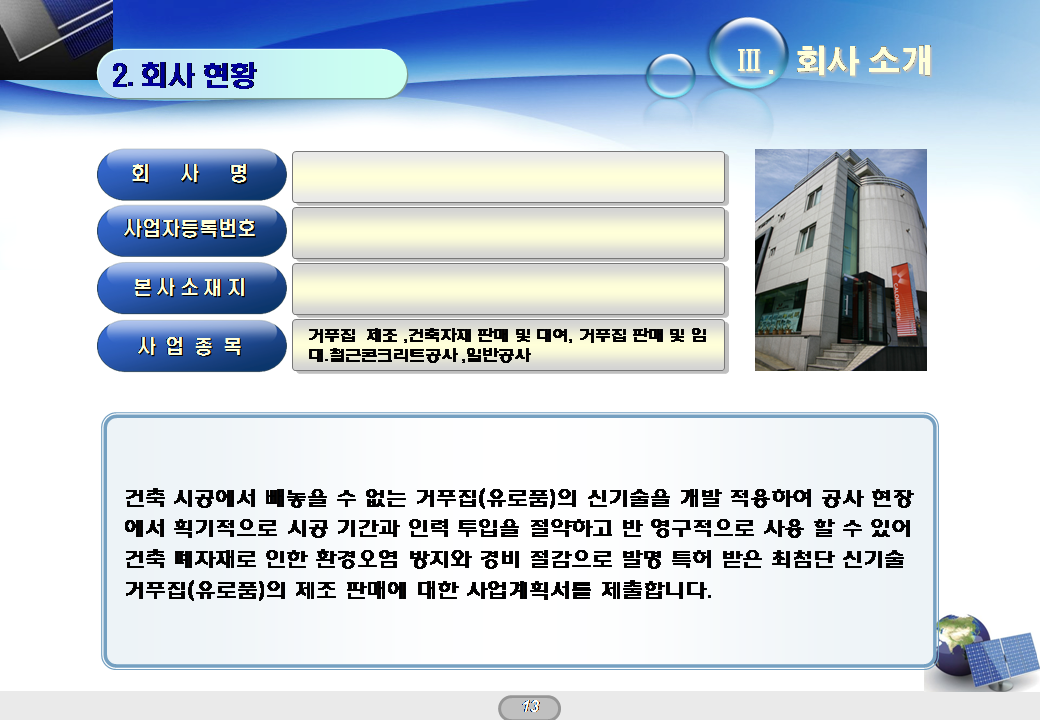 Ⅲ. 회사 소개
2. 회사 현황
회 사 명
사업자등록번호
본 사 소 재 지
사 업 종 목
거푸집 제조 ,건축자재 판매 및 대여, 거푸집 판매 및 임
대.철근콘크리트공사 ,일반공사
건축 시공에서 빼놓을 수 없는 거푸집(유로폼)의 신기술을 개발 적용하여 공사 현장
에서 획기적으로 시공 기간과 인력 투입을 절약하고 반 영구적으로 사용 할 수 있어
건축 폐자재로 인한 환경오염 방지와 경비 절감으로 발명 특허 받은 최첨단 신기술
거푸집(유로폼)의 제조 판매에 대한 사업계획서를 제출합니다.
13